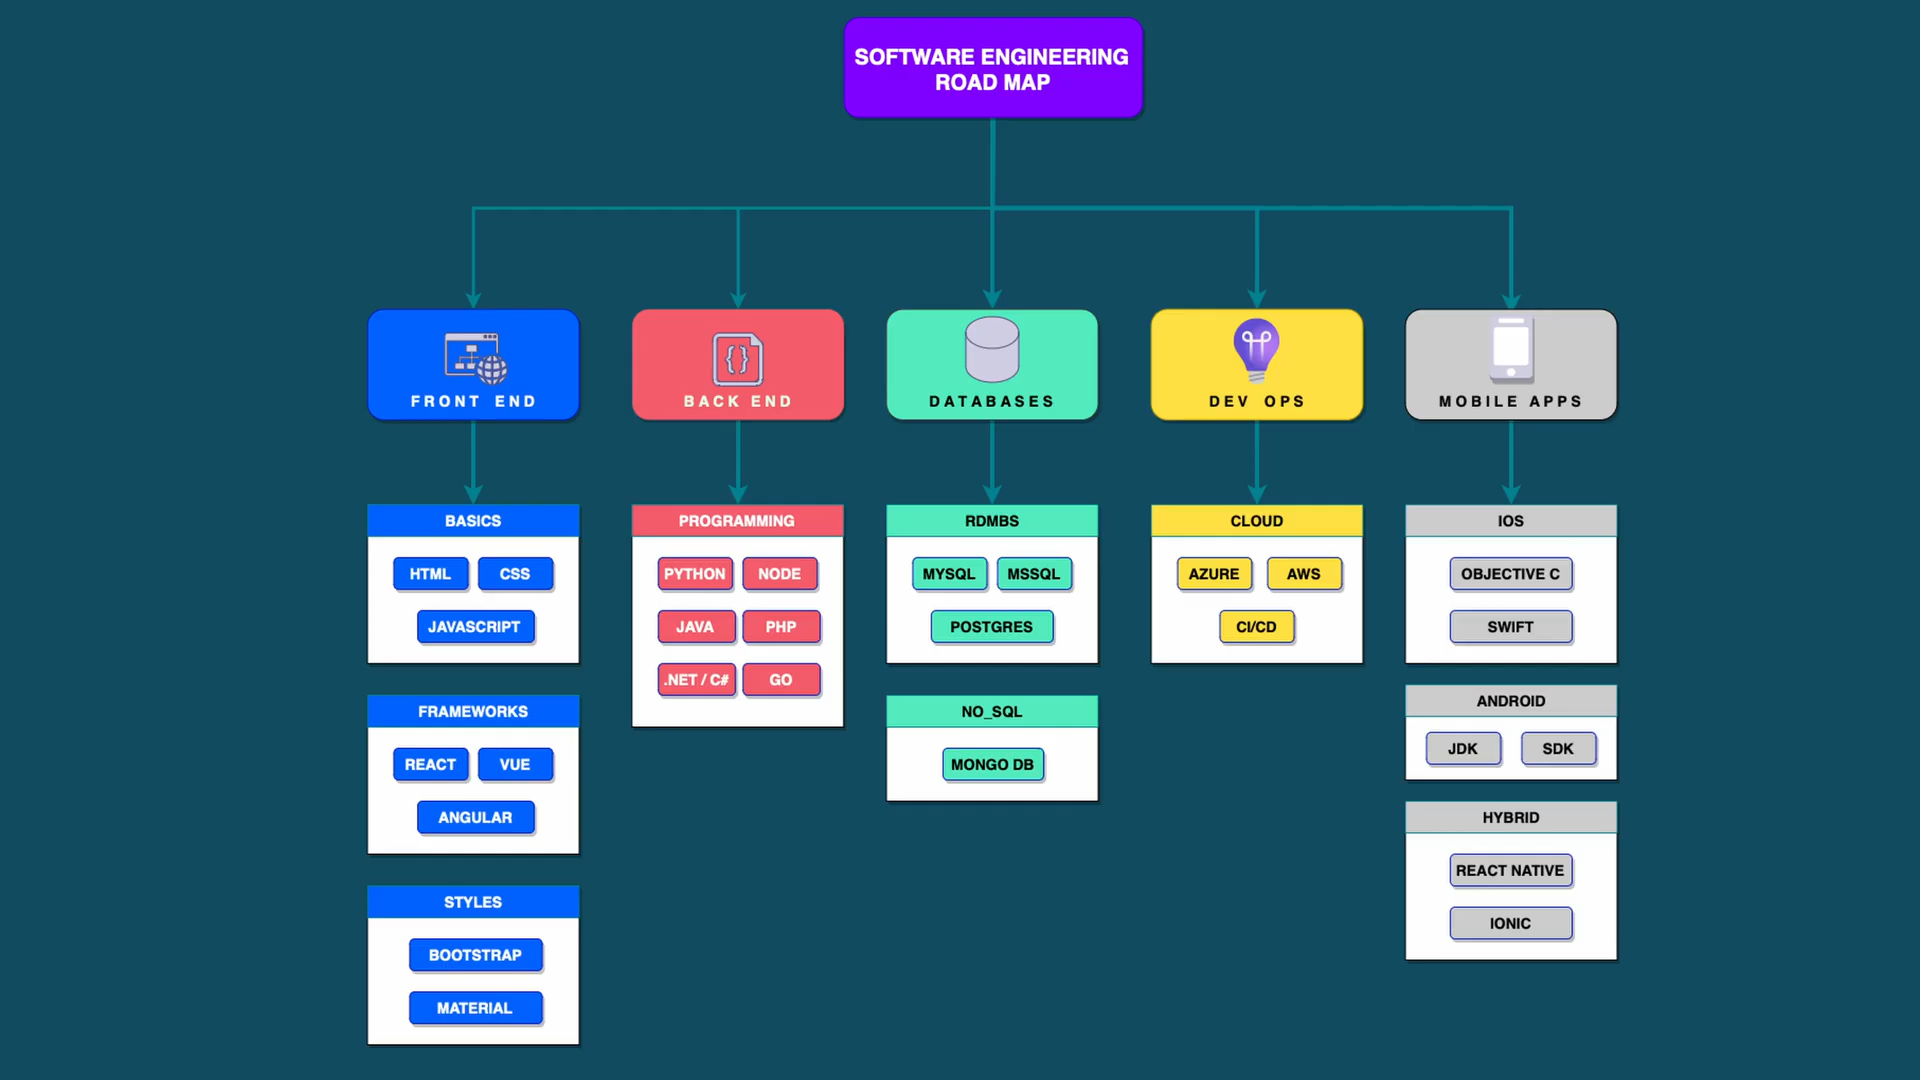 SOFTWARE ENGINEERING
ROAD MAP
FRONT END
BACK END
DATABASES
DEV OPS
MOBILE APPS
BASICS
HTML
CSS
JAVASCRIPT
FRAMEWORKS
REACT
VUE
ANGULAR
STYLES
BOOTSTRAP
MATERIAL
PROGRAMMING
PYTHON
NODE
JAVA
PHP
.NET / C#
GO
RDMBS
MYSQL
MSSQL
POSTGRES
NO_SQL
MONGO DB
CLOUD
AZURE
AWS
CI/CD
IOS
OBJECTIVE C
SWIFT
ANDROID
JDK
SDK
HYBRID
REACT NATIVE
IONIC